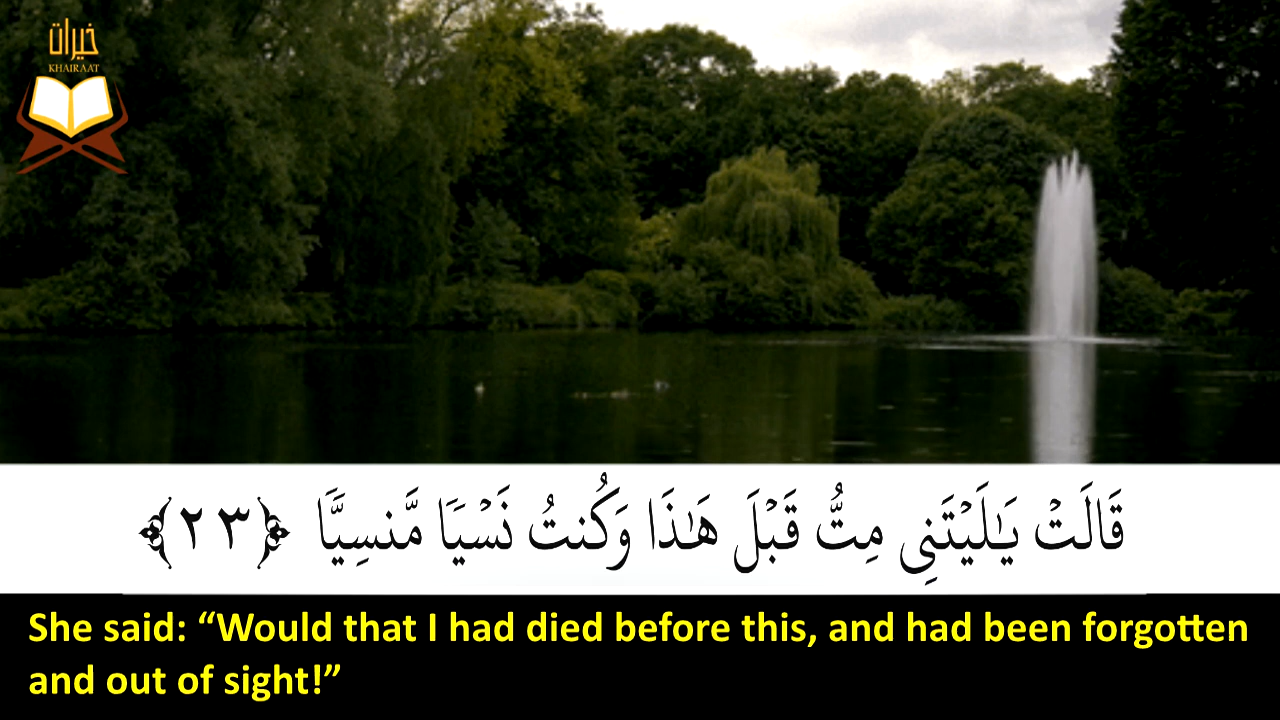 خيرات
KHAIRAAT
قَالَتْ يَـٰلَيْتَنِى مِتُّ قَبْلَ هَـٰذَا وَكُنتُ نَسْيًا مَّنسِيًّا ﴿٢٣﴾
She said: “Would that I had died before this, and had been forgotten
and out of sight!”